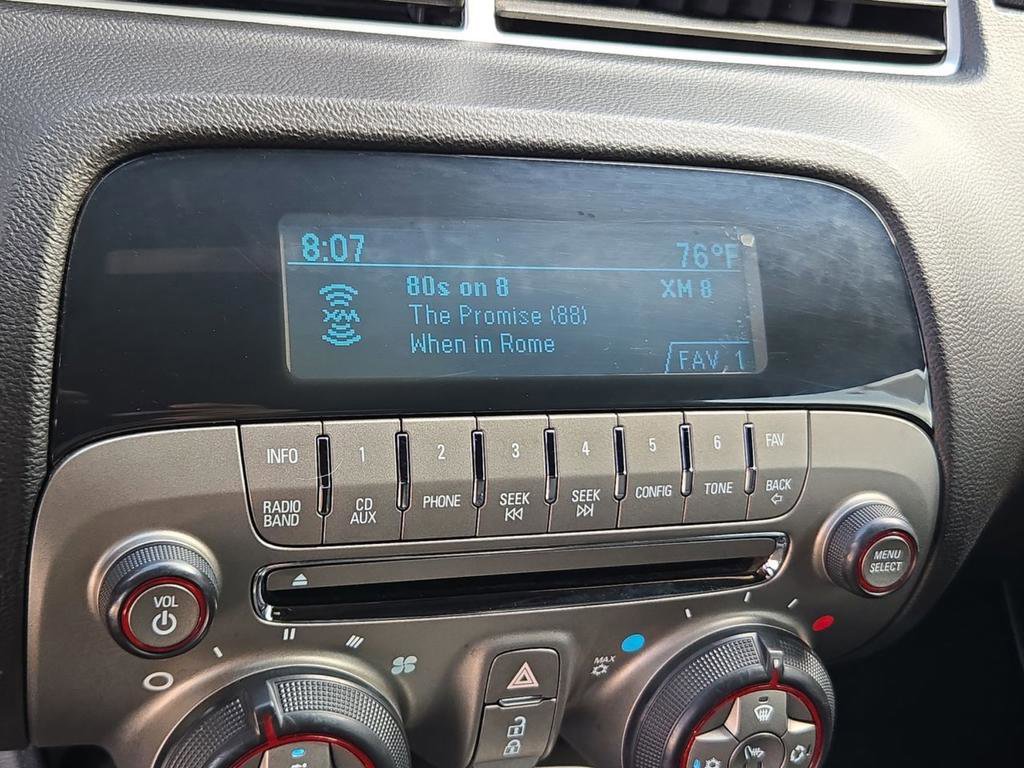 8:07 76°F
80s on 8 XM 8
XM
The Promise (88)
When in Rome
FAV 1
INFO 1 2 3 4 5 6 FAV
RADIO BAND CD AUX PHONE SEEK SEEK CONFIG TONE BACK
VOL
MENU SELECT
MAX